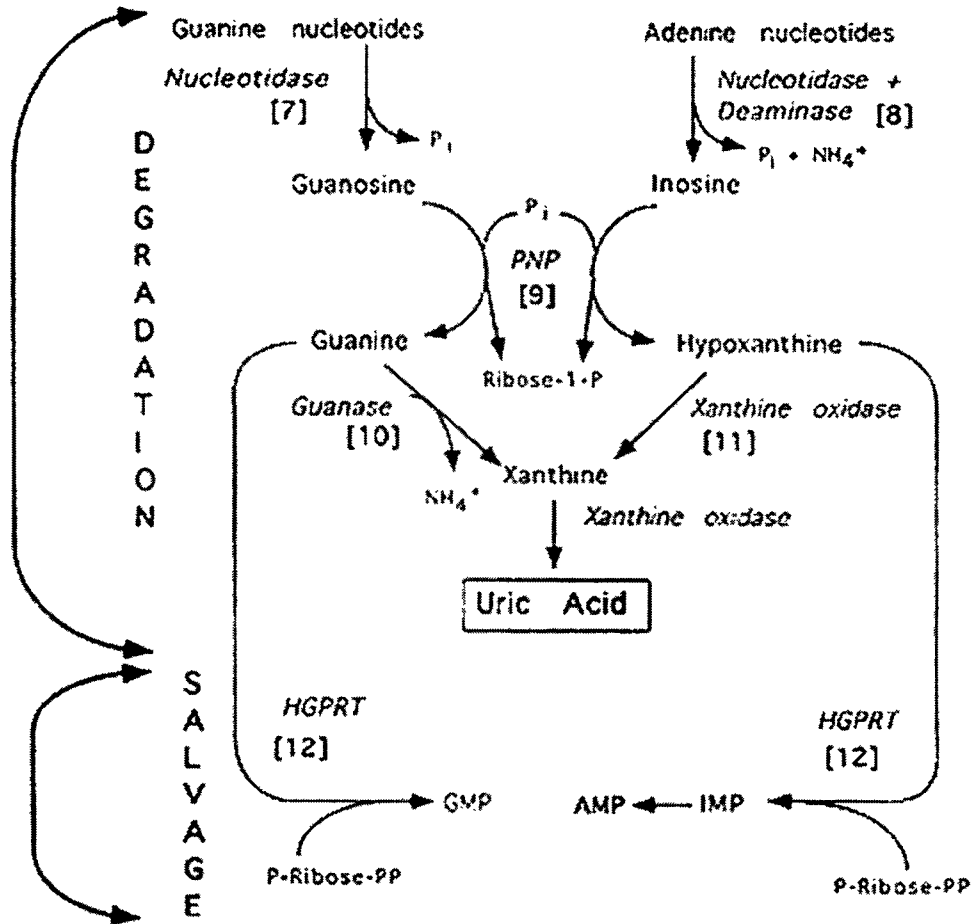 Guanine nucleotides
Adenine nucleotides
Nucleotidase
[7]
Nucleotidase +
Deaminase [8]
Pi
Pi + NH4+
DEGRADATION
Guanosine
Inosine
Pi
PNP
[9]
Guanine
Hypoxanthine
Ribose-1-P
Guanase
[10]
Xanthine oxidase
[11]
NH4+
Xanthine
Xanthine oxidase
Uric Acid
SALVAGE
HGPRT
[12]
HGPRT
[12]
GMP
AMP
IMP
P-Ribose-PP
P-Ribose-PP